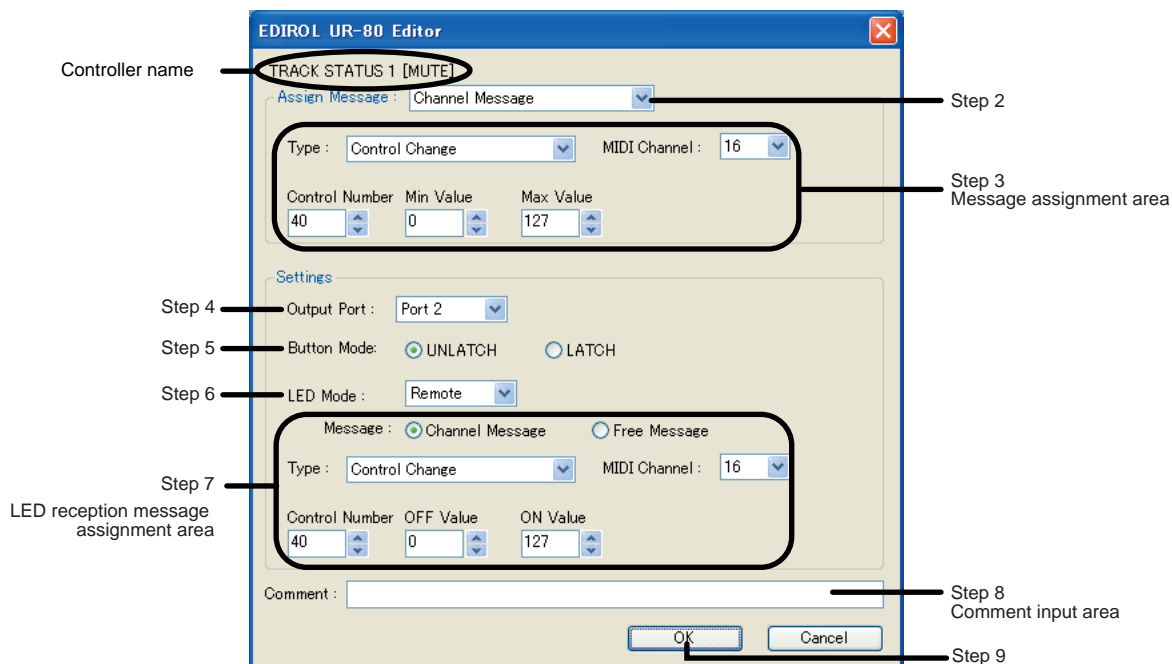 EDIROL UR-80 Editor
Controller name
TRACK STATUS 1 [MUTE]
Assign Message : Channel Message
Step 2
Type : Control Change MIDI Channel : 16
Step 3
Message assignment area
Control Number Min Value Max Value
40 0 127
Settings
Step 4
Output Port : Port 2
Step 5
Button Mode: UNLATCH LATCH
Step 6
LED Mode : Remote
Message : Channel Message Free Message
Type : Control Change MIDI Channel : 16
Step 7
LED reception message
assignment area
Control Number OFF Value ON Value
40 0 127
Comment :
Step 8
Comment input area
OK Cancel
Step 9